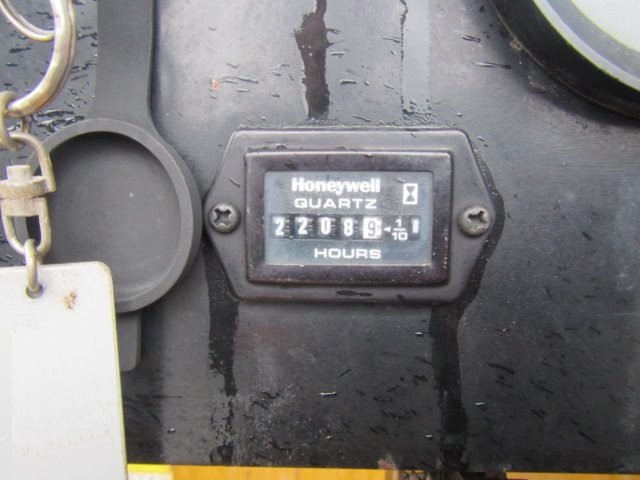 Honeywell
QUARTZ
22089 ◄ 1/10
HOURS